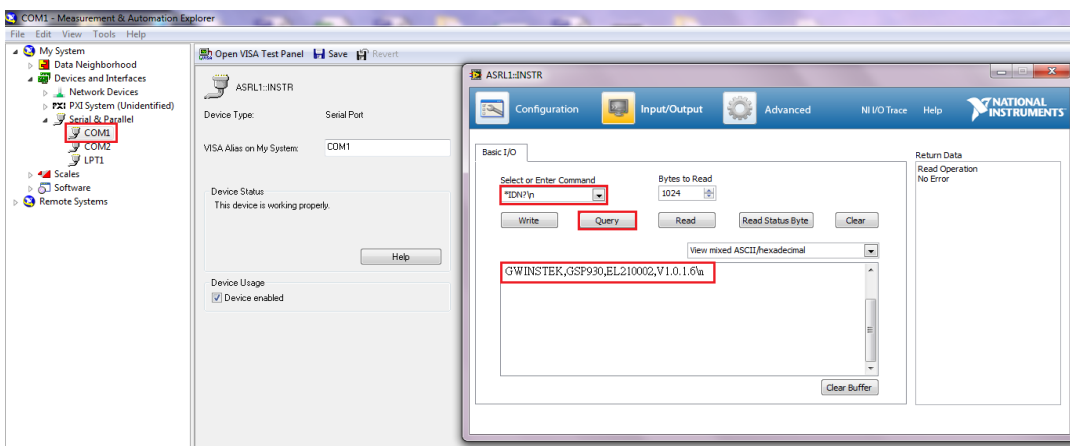 COM1 - Measurement & Automation Explorer
File Edit View Tools Help
My System
Data Neighborhood
Devices and Interfaces
Network Devices
PXI PXI System (Unidentified)
Serial & Parallel
COM1
COM2
LPT1
Scales
Software
Remote Systems
Open VISA Test Panel Save Revert
ASRL1::INSTR
Device Type: Serial Port
VISA Alias on My System: COM1
Device Status
This device is working properly.
Help
Device Usage
Device enabled
ASRL1::INSTR
Configuration Input/Output Advanced NI I/O Trace Help NATIONAL
INSTRUMENTS
Basic I/O
Select or Enter Command Bytes to Read
*IDN?\n 1024
Write Query Read Read Status Byte Clear
View mixed ASCII/hexadecimal
GWINSTEK,GSP930,EL210002,V1.0.1.6\n
Clear Buffer
Return Data
Read Operation
No Error